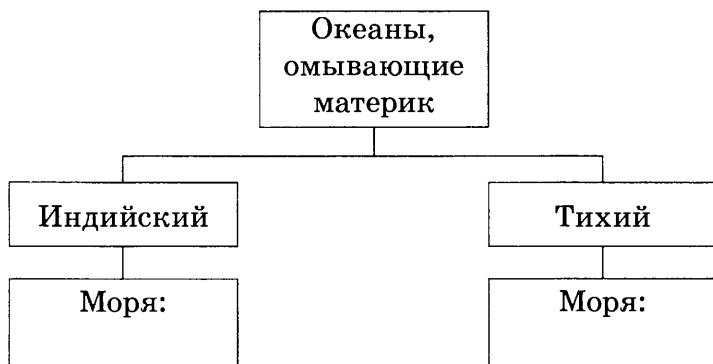 Океаны,
омывающие
материк
Индийский
Тихий
Моря:
Моря: